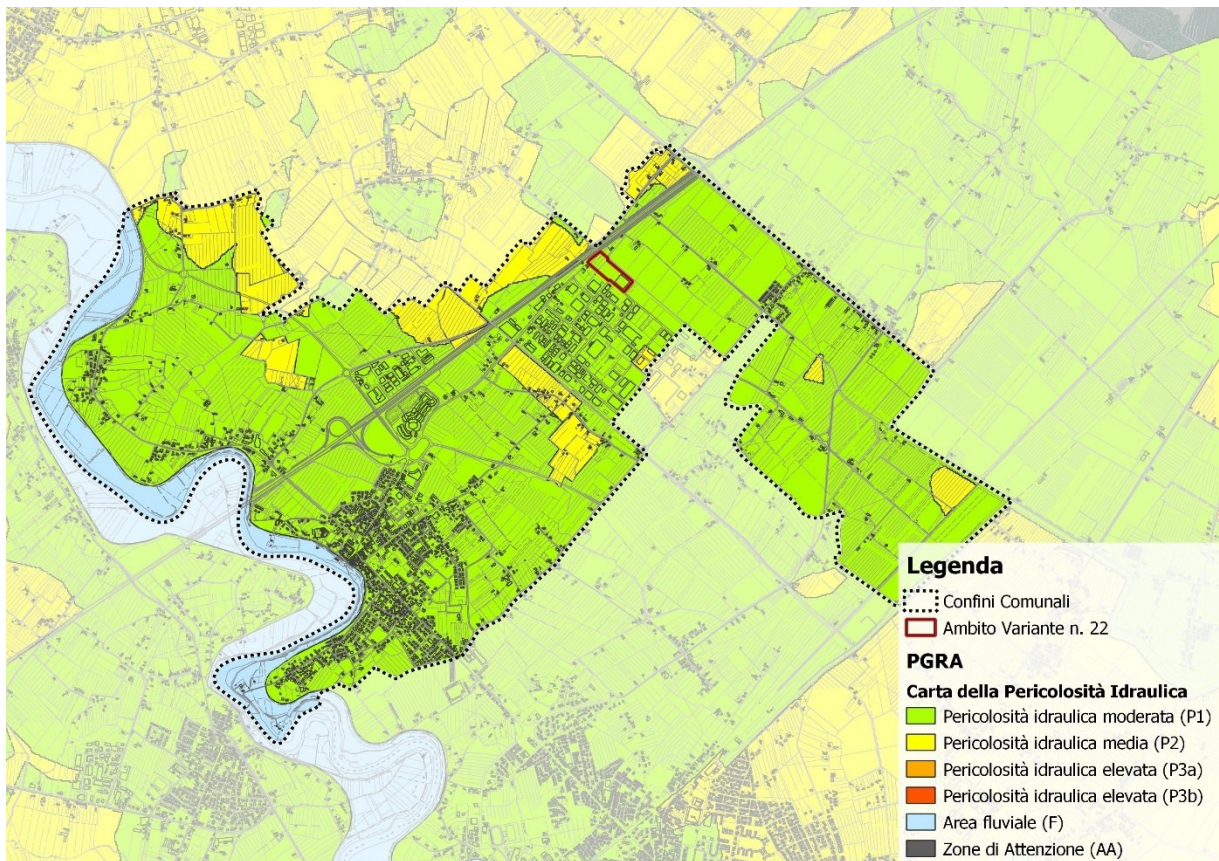 Legenda
Confini Comunali
Ambito Variante n. 22
PGRA
Carta della Pericolosità Idraulica
Pericolosità idraulica moderata (P1)
Pericolosità idraulica media (P2)
Pericolosità idraulica elevata (P3a)
Pericolosità idraulica elevata (P3b)
Area fluviale (F)
Zone di Attenzione (AA)